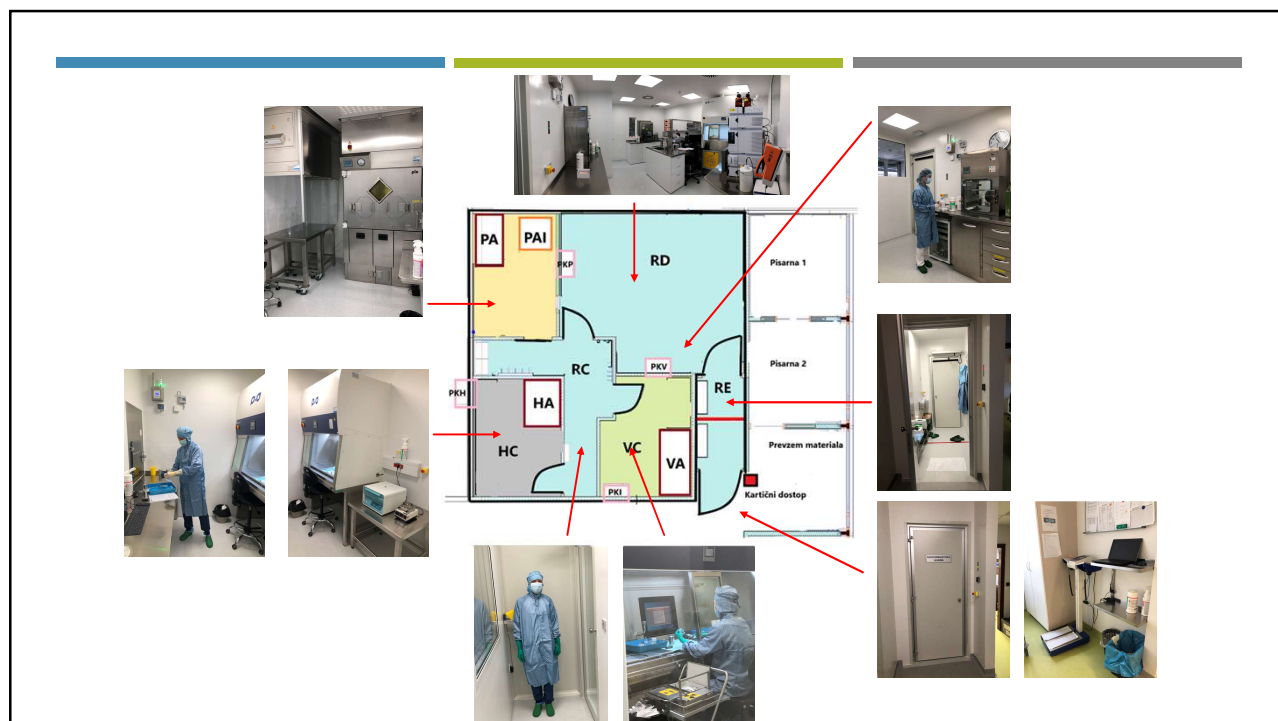 PA
PAI
PKP
RD
Pisarna 1
RC
PKV
Pisarna 2
RE
PKH
HA
HC
VC
VA
Prevzem materiala
PKI
Kartični dostop